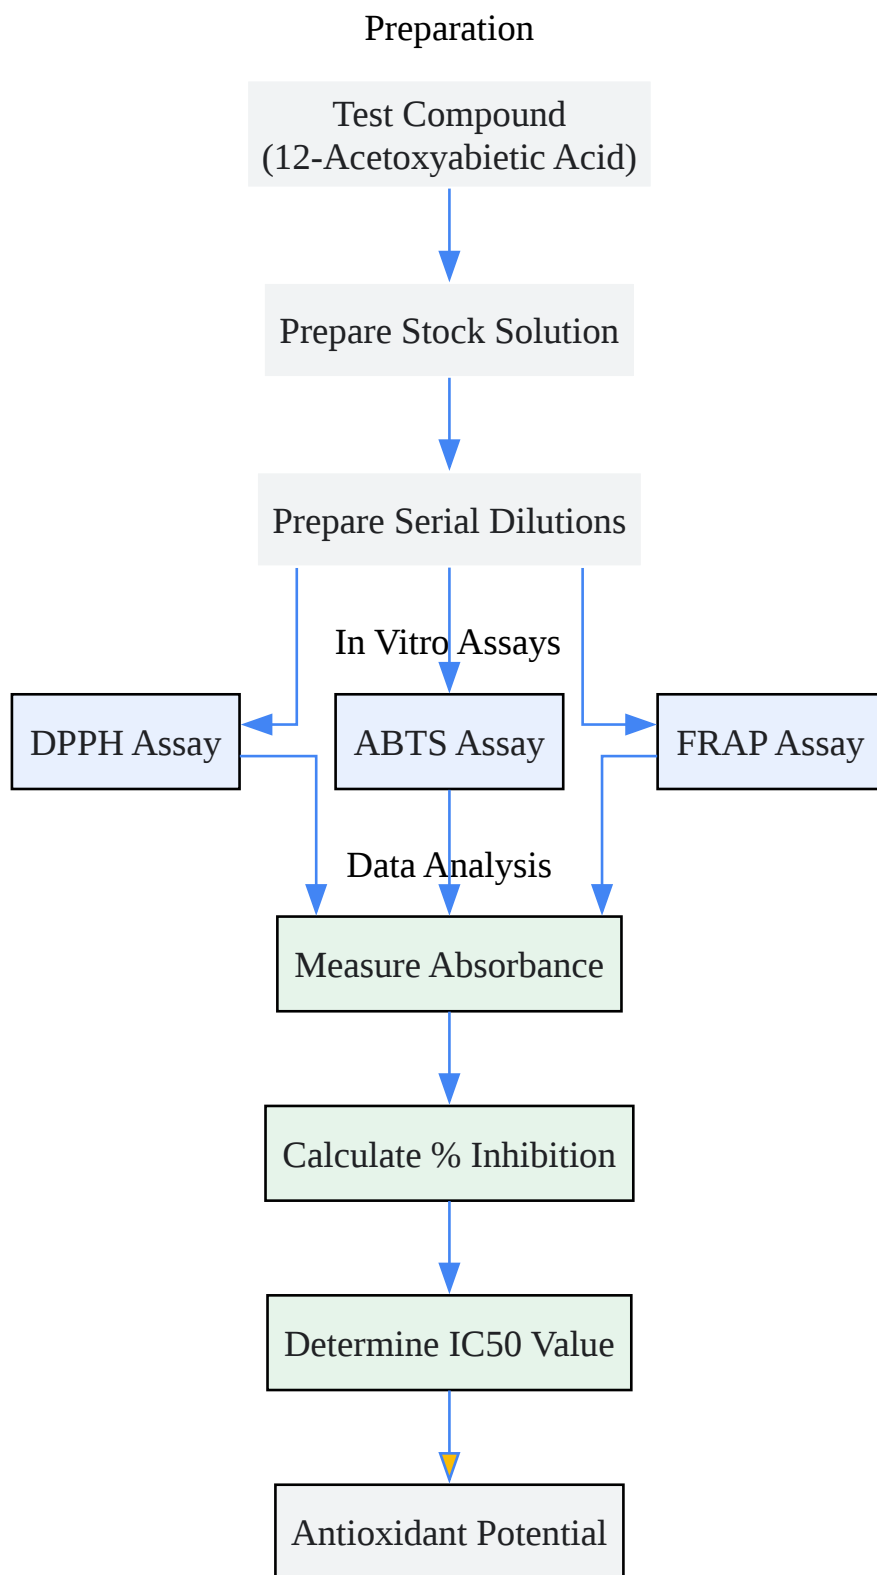 Preparation
Test Compound
(12-Acetoxyabietic Acid)
Prepare Stock Solution
Prepare Serial Dilutions
In Vitro Assays
DPPH Assay
ABTS Assay
FRAP Assay
Data Analysis
Measure Absorbance
Calculate % Inhibition
Determine IC50 Value
Antioxidant Potential